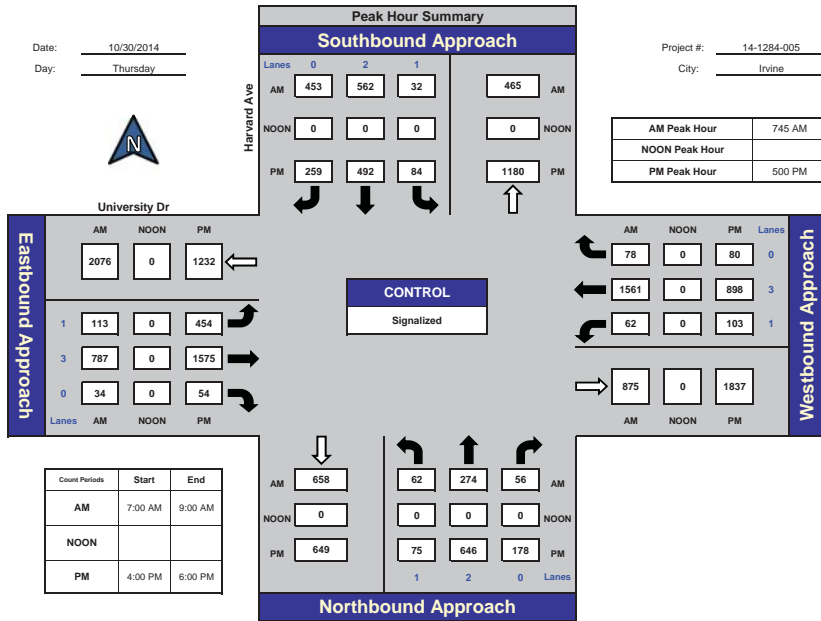 Peak Hour Summary
Southbound Approach
Date: 10/30/2014
Day: Thursday
Project #: 14-1284-005
City: Irvine
N
Harvard Ave
Lanes 0 2 1
AM 453 562 32 465 AM
NOON 0 0 0 0 NOON
PM 259 492 84 1180 PM
AM Peak Hour 745 AM
NOON Peak Hour
PM Peak Hour 500 PM
University Dr
Eastbound Approach
AM NOON PM
2076 0 1232
1 113 0 454
3 787 0 1575
0 34 0 54
Lanes AM NOON PM
CONTROL
Signalized
Westbound Approach
AM NOON PM Lanes
78 0 80 0
1561 0 898 3
62 0 103 1
875 0 1837
AM NOON PM
Count Periods Start End
AM 7:00 AM 9:00 AM
NOON
PM 4:00 PM 6:00 PM
AM 658 62 274 56 AM
NOON 0 0 0 0 NOON
PM 649 75 646 178 PM
1 2 0 Lanes
Northbound Approach